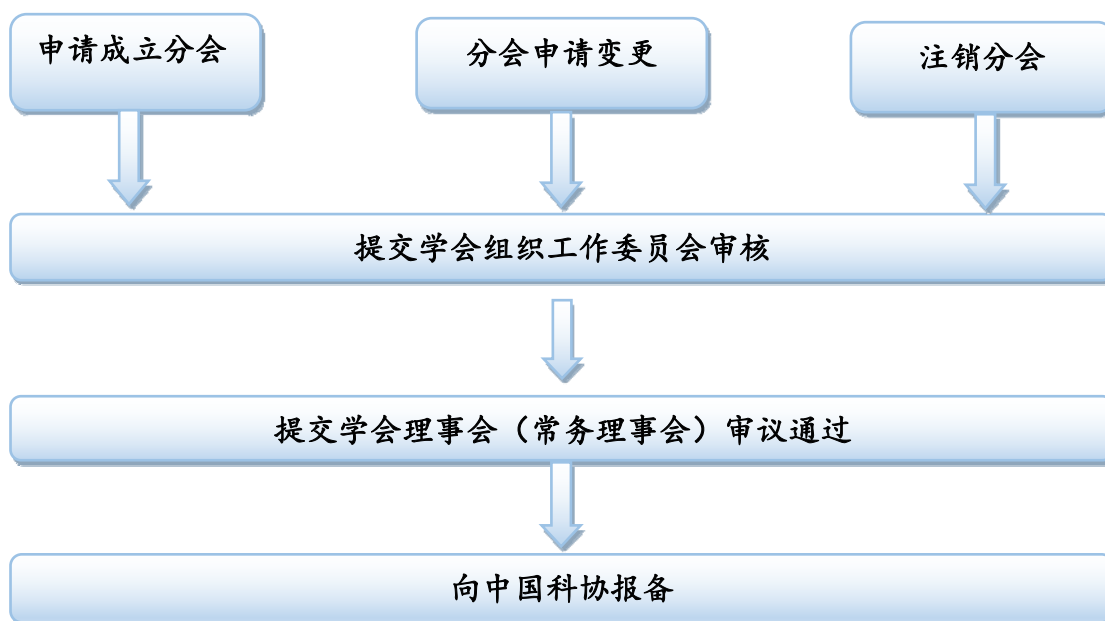 申请成立分会
分会申请变更
注销分会
提交学会组织工作委员会审核
提交学会理事会（常务理事会）审议通过
向中国科协报备